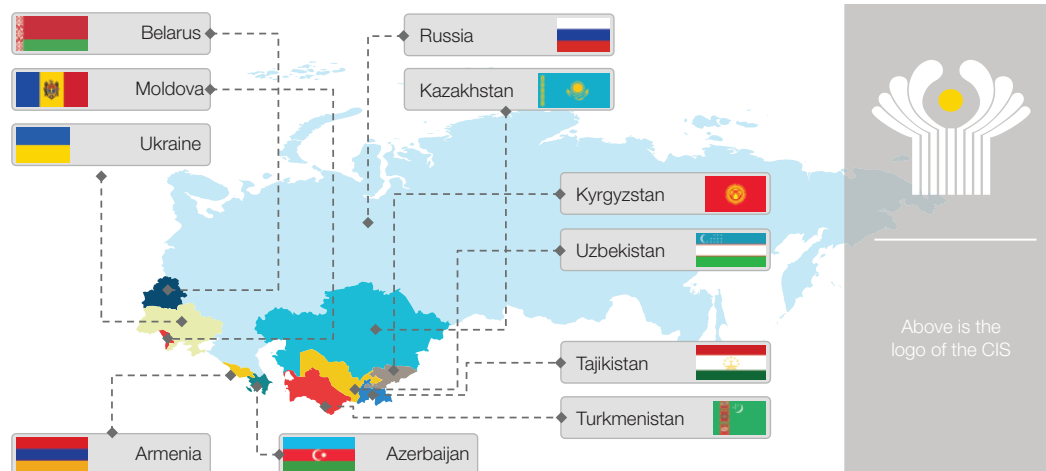 Belarus
Moldova
Ukraine
Russia
Kazakhstan
Kyrgyzstan
Uzbekistan
Tajikistan
Turkmenistan
Armenia
Azerbaijan
Above is the
logo of the CIS